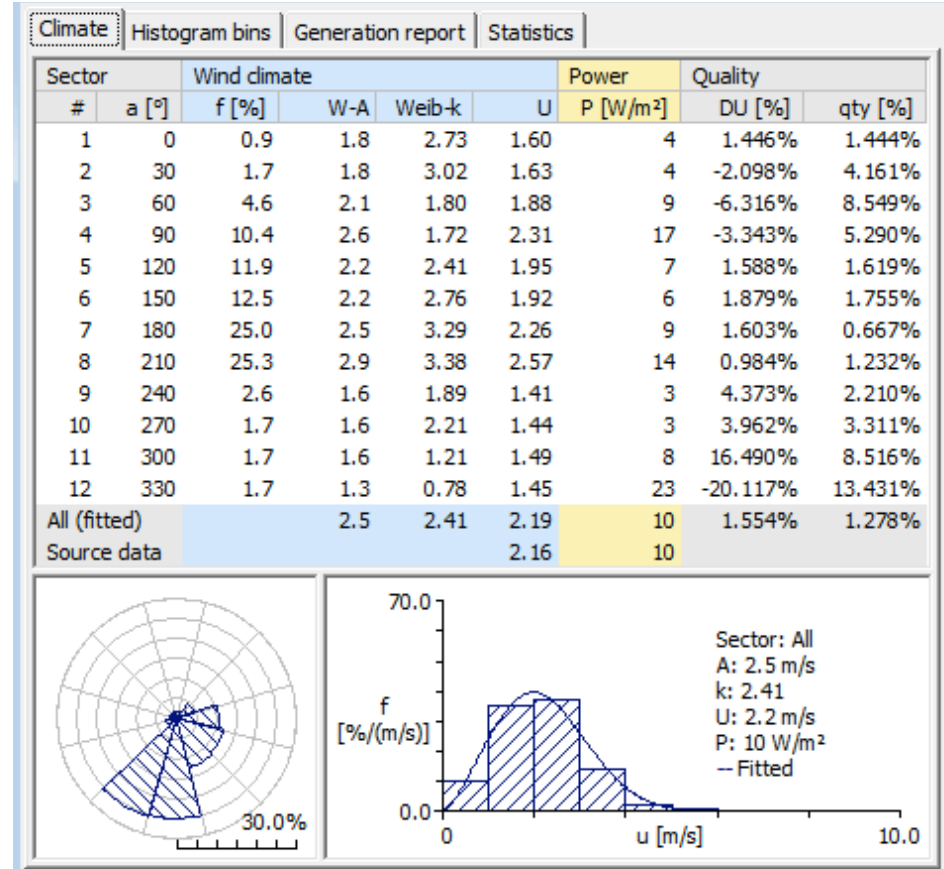 Climate Histogram bins Generation report Statistics
Sector Wind climate Power Quality
# a [°] f [%] W-A Weib-k U P [W/m²] DU [%] qty [%]
1 0 0.9 1.8 2.73 1.60 4 1.446% 1.444%
2 30 1.7 1.8 3.02 1.63 4 -2.098% 4.161%
3 60 4.6 2.1 1.80 1.88 9 -6.316% 8.549%
4 90 10.4 2.6 1.72 2.31 17 -3.343% 5.290%
5 120 11.9 2.2 2.41 1.95 7 1.588% 1.619%
6 150 12.5 2.2 2.76 1.92 6 1.879% 1.755%
7 180 25.0 2.5 3.29 2.26 9 1.603% 0.667%
8 210 25.3 2.9 3.38 2.57 14 0.984% 1.232%
9 240 2.6 1.6 1.89 1.41 3 4.373% 2.210%
10 270 1.7 1.6 2.21 1.44 3 3.962% 3.311%
11 300 1.7 1.6 1.21 1.49 8 16.490% 8.516%
12 330 1.7 1.3 0.78 1.45 23 -20.117% 13.431%
All (fitted) 2.5 2.41 2.19 10 1.554% 1.278%
Source data 2.16 10
30.0%
70.0
f
[%/(m/s)]
0.0
0 u [m/s] 10.0
Sector: All
A: 2.5 m/s
k: 2.41
U: 2.2 m/s
P: 10 W/m²
-- Fitted